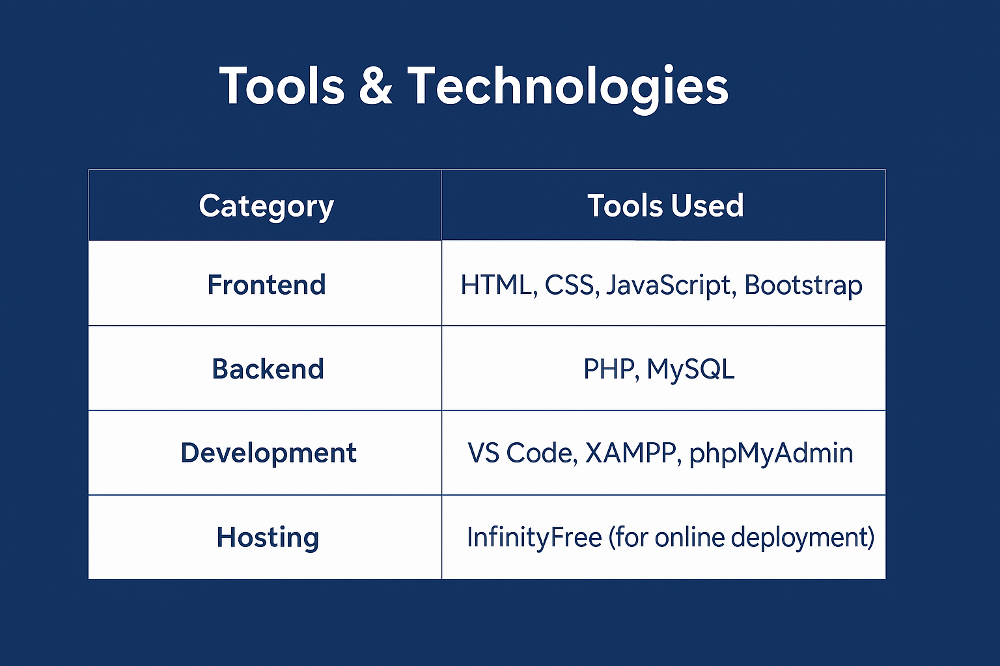 Tools & Technologies
Category
Tools Used
Frontend
HTML, CSS, JavaScript, Bootstrap
Backend
PHP, MySQL
Development
VS Code, XAMPP, phpMyAdmin
Hosting
InfinityFree (for online deployment)